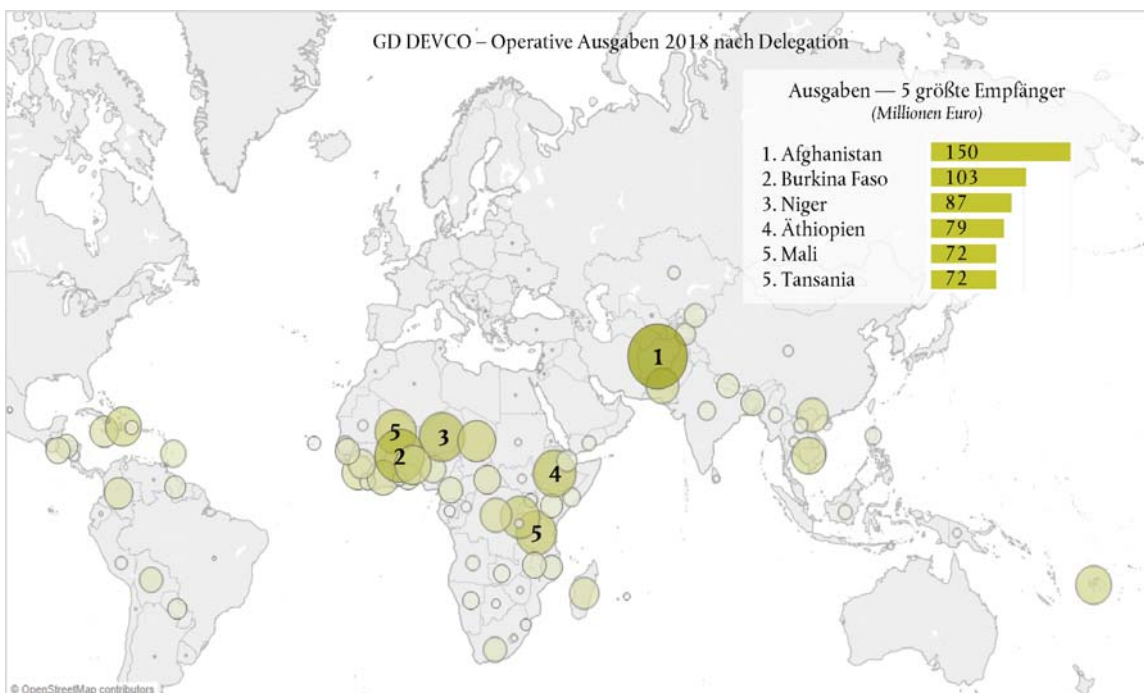 GD DEVCO – Operative Ausgaben 2018 nach Delegation
Ausgaben — 5 größte Empfänger
(Millionen Euro)
1. Afghanistan 150
2. Burkina Faso 103
3. Niger 87
4. Äthiopien 79
5. Mali 72
5. Tansania 72
1
5
3
2
4
5
© OpenStreetMap contributors